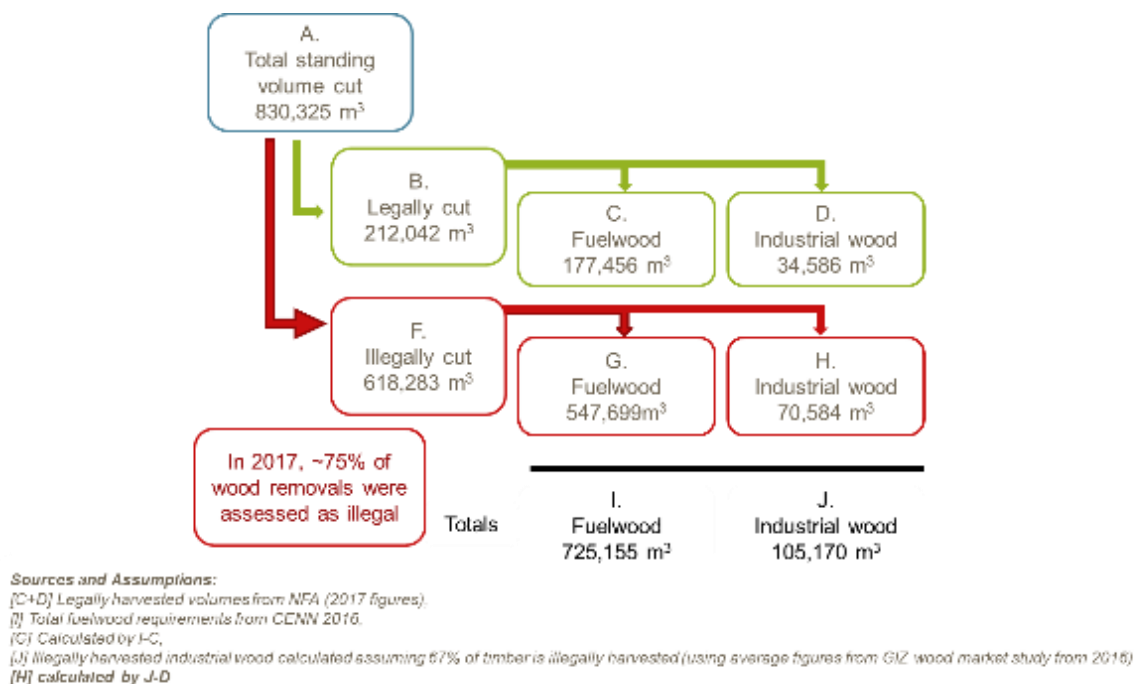 A.
Total standing
volume cut
830,325 m³
B.
Legally cut
212,042 m³
C.
Fuelwood
177,456 m³
D.
Industrial wood
34,586 m³
F.
Illegally cut
618,283 m³
G.
Fuelwood
547,699m³
H.
Industrial wood
70,584 m³
In 2017, ~75% of
wood removals were
assessed as illegal
Totals
I.
Fuelwood
725,155 m³
J.
Industrial wood
105,170 m³
Sources and Assumptions:
[C+D] Legally harvested volumes from NFA (2017 figures),
[I] Total fuelwood requirements from CENN 2016,
[G] Calculated by I-C,
[J] Illegally harvested industrial wood calculated assuming 67% of timber is illegally harvested (using average figures from GIZ wood market study from 2016)
[H] calculated by J-D